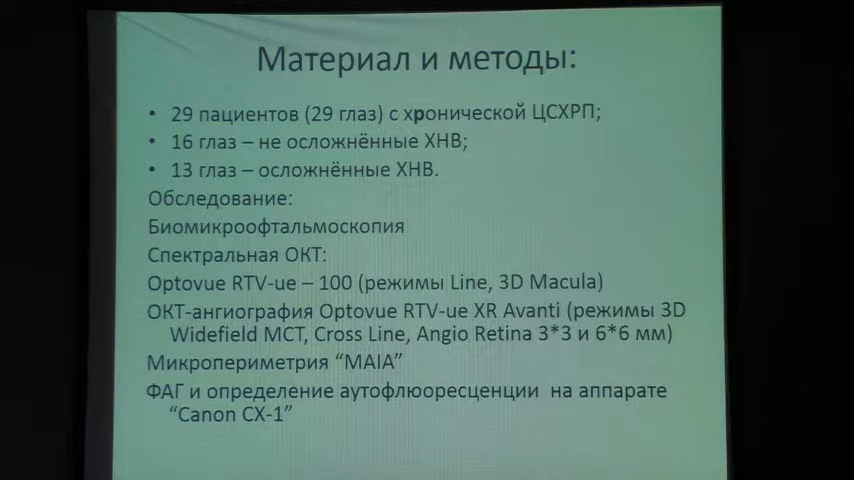 Материал и методы:
• 29 пациентов (29 глаз) с хронической ЦСХРП;
• 16 глаз – не осложнённые ХНВ;
• 13 глаз – осложнённые ХНВ.
Обследование:
Биомикроофтальмоскопия
Спектральная ОКТ:
Optovue RTV-ue – 100 (режимы Line, 3D Macula)
ОКТ-ангиография Optovue RTV-ue XR Avanti (режимы 3D
Widefield MCT, Cross Line, Angio Retina 3*3 и 6*6 мм)
Микропериметрия “MAIA”
ФАГ и определение аутофлюоресценции на аппарате
“Canon CX-1”